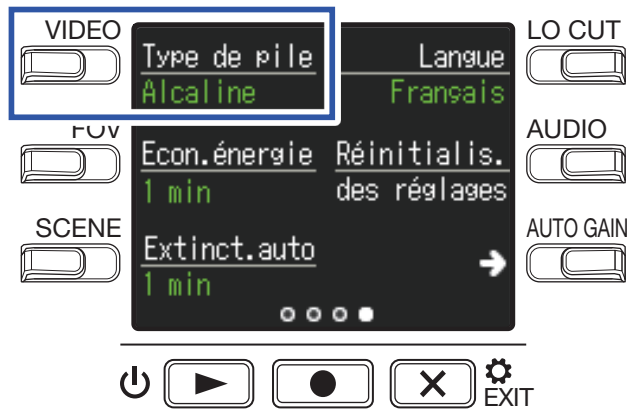 VIDEO
LO CUT
Type de pile
Langue
Alcaline
Fransais
FOV
AUDIO
Econ.énergie
Réinitialis.
1 min
des réglages
SCENE
AUTO GAIN
Extinct.auto
1 min
EXIT